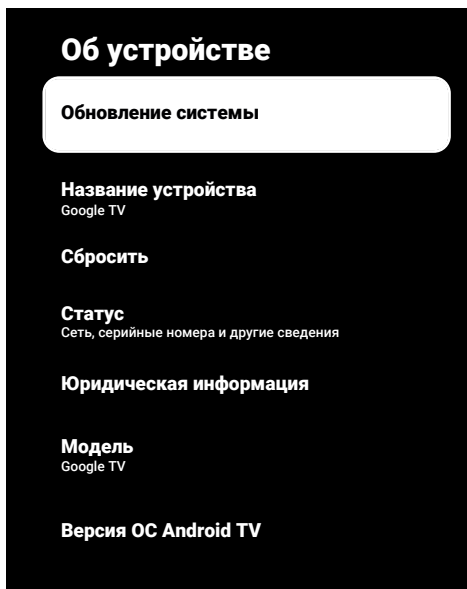 Об устройстве
Обновление системы
Название устройства
Google TV
Сбросить
Статус
Сеть, серийные номера и другие сведения
Юридическая информация
Модель
Google TV
Версия ОС Android TV